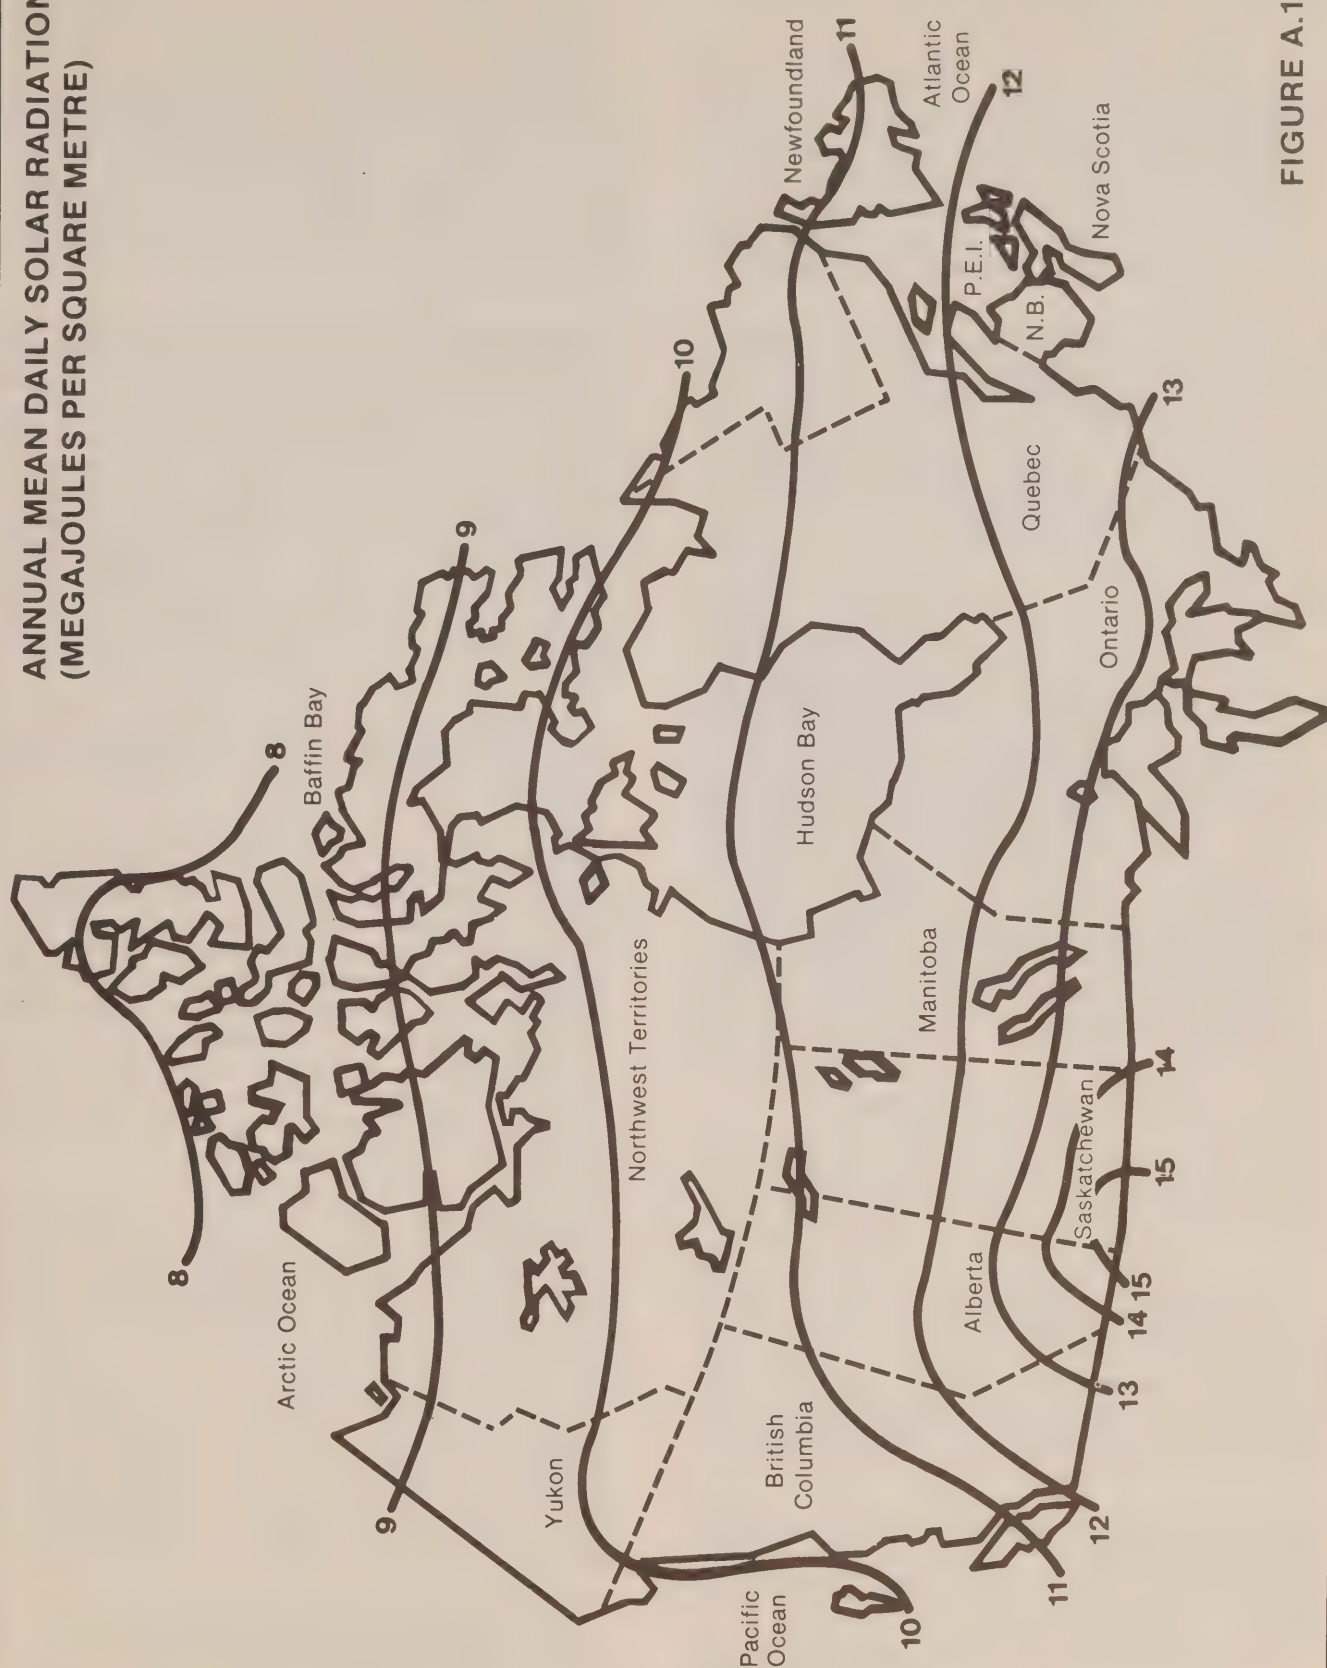 ANNUAL MEAN DAILY SOLAR RADIATION
(MEGAJOULES PER SQUARE METRE)
8
8
Baffin Bay
Arctic Ocean
9
9
10
Yukon
Northwest Territories
Newfoundland
11
Hudson Bay
British
Columbia
Pacific
Ocean
10
Atlantic
Ocean
12
Manitoba
Alberta
Saskatchewan
Ontario
Quebec
P.E.I.
N.B.
Nova Scotia
11
12
13
14
15
15
14
13
FIGURE A.1